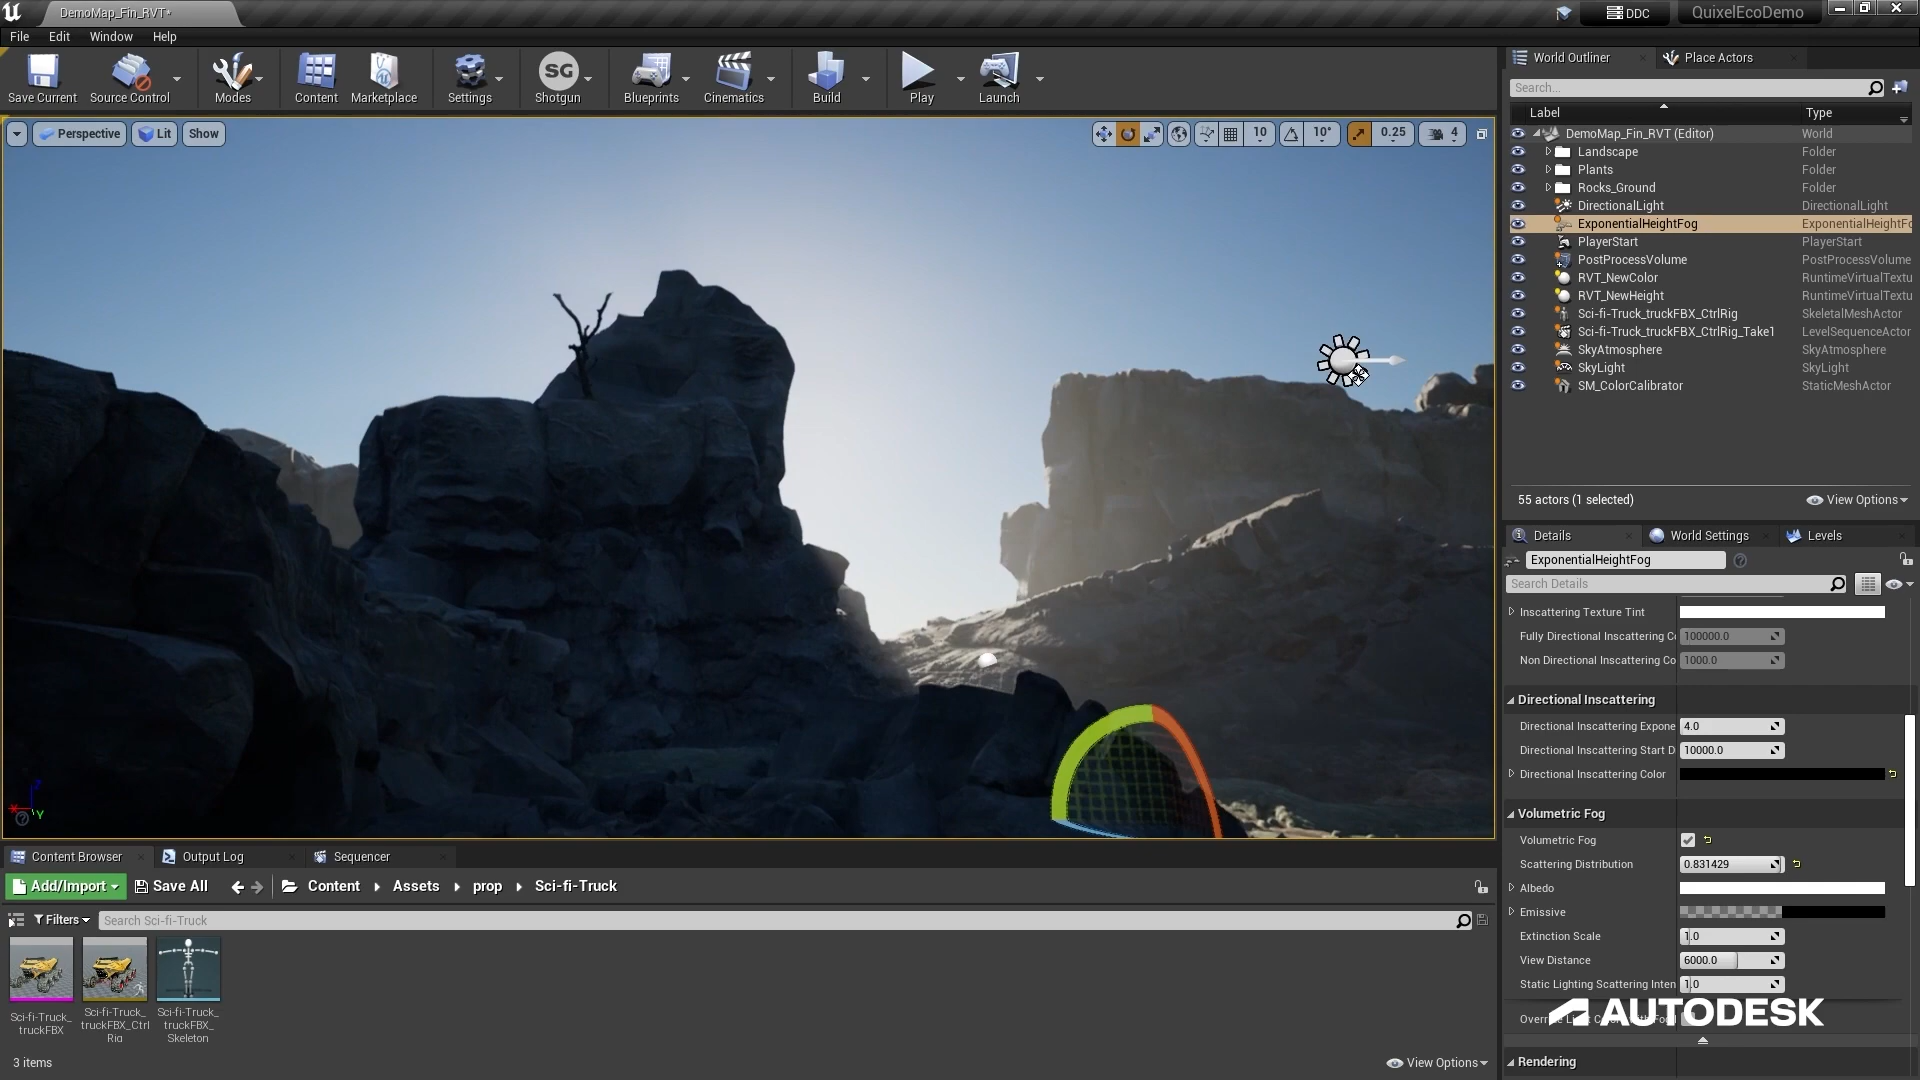 DemoMap_Fin_RVT*
DDC
QuixelEcoDemo
File
Edit
Window
Help
Save Current
Source Control
Modes
Content
Marketplace
Settings
SG
Shotgun
Blueprints
Cinematics
Build
Play
Launch
Perspective
Lit
Show
10
10°
0.25
4
World Outliner
Place Actors
Search...
Label
Type
DemoMap_Fin_RVT (Editor)
World
Landscape
Folder
Plants
Folder
Rocks_Ground
Folder
DirectionalLight
DirectionalLight
ExponentialHeightFog
ExponentialHeightFo
PlayerStart
PlayerStart
PostProcessVolume
PostProcessVolume
RVT_NewColor
RuntimeVirtualTextu
RVT_NewHeight
RuntimeVirtualTextu
Sci-fi-Truck_truckFBX_CtrlRig
SkeletalMeshActor
Sci-fi-Truck_truckFBX_CtrlRig_Take1
LevelSequenceActor
SkyAtmosphere
SkyAtmosphere
SkyLight
SkyLight
SM_ColorCalibrator
StaticMeshActor
55 actors (1 selected)
View Options
Details
World Settings
Levels
ExponentialHeightFog
Search Details
Inscattering Texture Tint
Fully Directional Inscattering Co
100000.0
Non Directional Inscattering Co
1000.0
Directional Inscattering
Directional Inscattering Expone
4.0
Directional Inscattering Start D
10000.0
Directional Inscattering Color
Volumetric Fog
Volumetric Fog
Scattering Distribution
0.831429
Albedo
Emissive
Extinction Scale
1.0
View Distance
6000.0
Static Lighting Scattering Inten
1.0
AUTODESK
Rendering
Z
X
Y
Content Browser
Output Log
Sequencer
Add/Import
Save All
Content
Assets
prop
Sci-fi-Truck
Filters
Search Sci-fi-Truck
Sci-fi-Truck_
truckFBX
Sci-fi-Truck_
truckFBX_Ctrl
Rig
Sci-fi-Truck_
truckFBX_
Skeleton
3 items
View Options